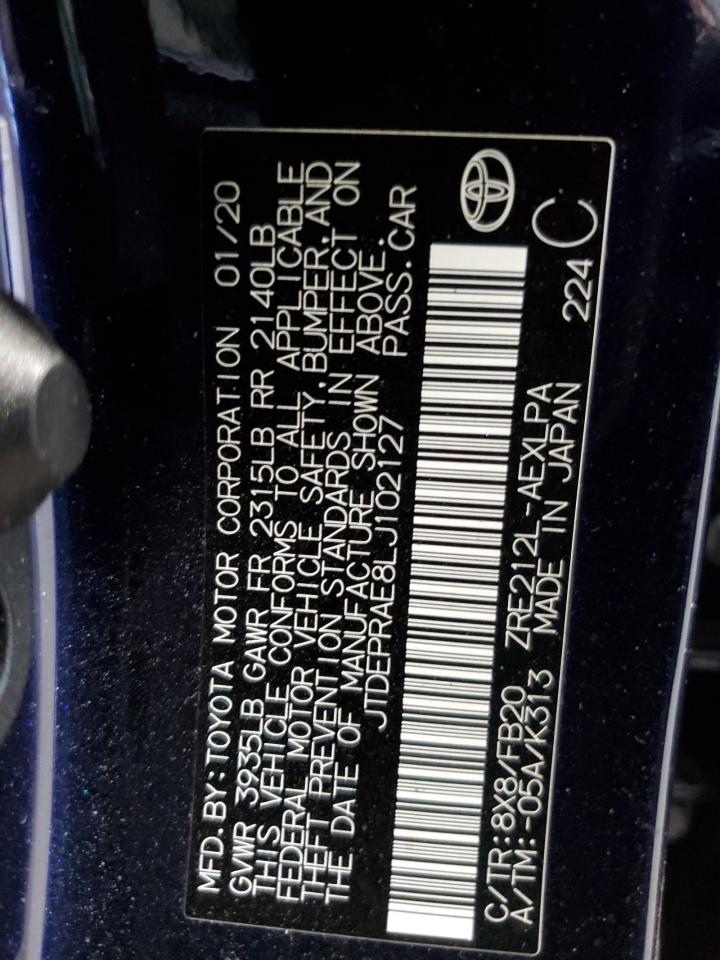 MFD.BY:TOYOTA MOTOR CORPORATION 01/20
GVWR 3935LB GAWR FR 2315LB RR 2140LB
THIS VEHICLE CONFORMS TO ALL APPLICABLE
FEDERAL MOTOR VEHICLE SAFETY, BUMPER, AND
THEFT PREVENTION STANDARDS IN EFFECT ON
THE DATE OF MANUFACTURE SHOWN ABOVE.
JTDEPRAE8LJ102127 PASS.CAR
C/TR:8X8/FB20 ZRE212L-AEXLPA 224
A/TM:-05A/K313 MADE IN JAPAN C